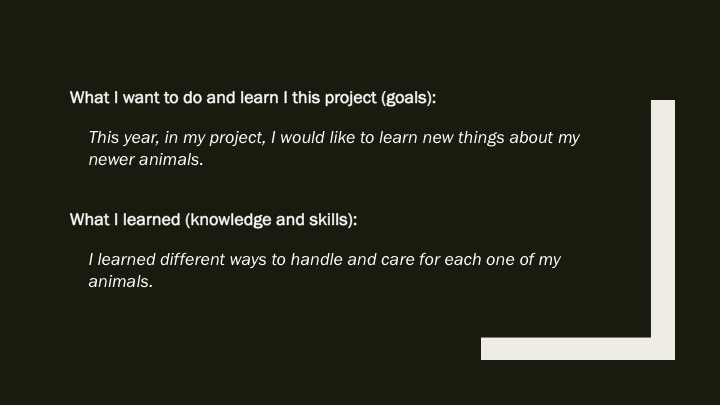 What I want to do and learn I this project (goals):
This year, in my project, I would like to learn new things about my
newer animals.
What I learned (knowledge and skills):
I learned different ways to handle and care for each one of my
animals.